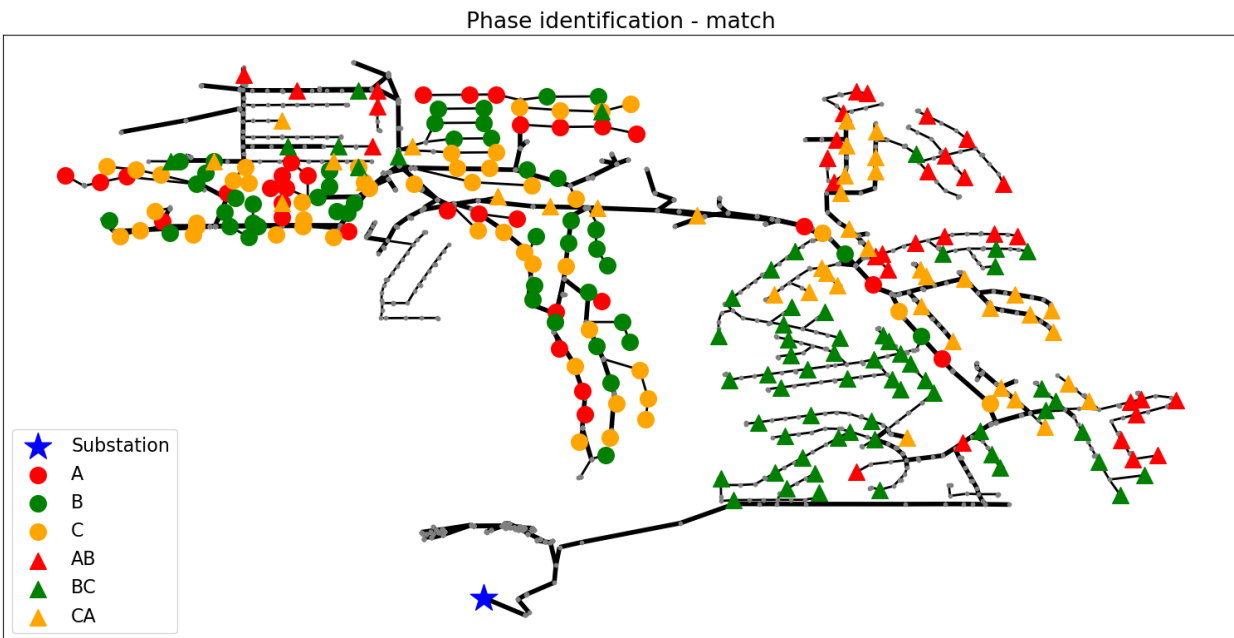 Phase identification - match
Substation
A
B
C
AB
BC
CA